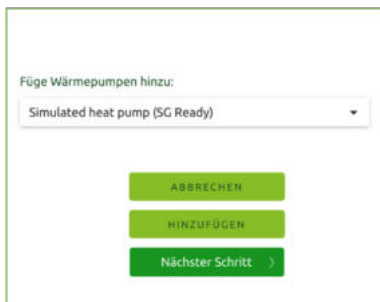 Füge Wärmepumpen hinzu:
Simulated heat pump (SG Ready)
ABBRECHEN
HINZUFÜGEN
Nächster Schritt